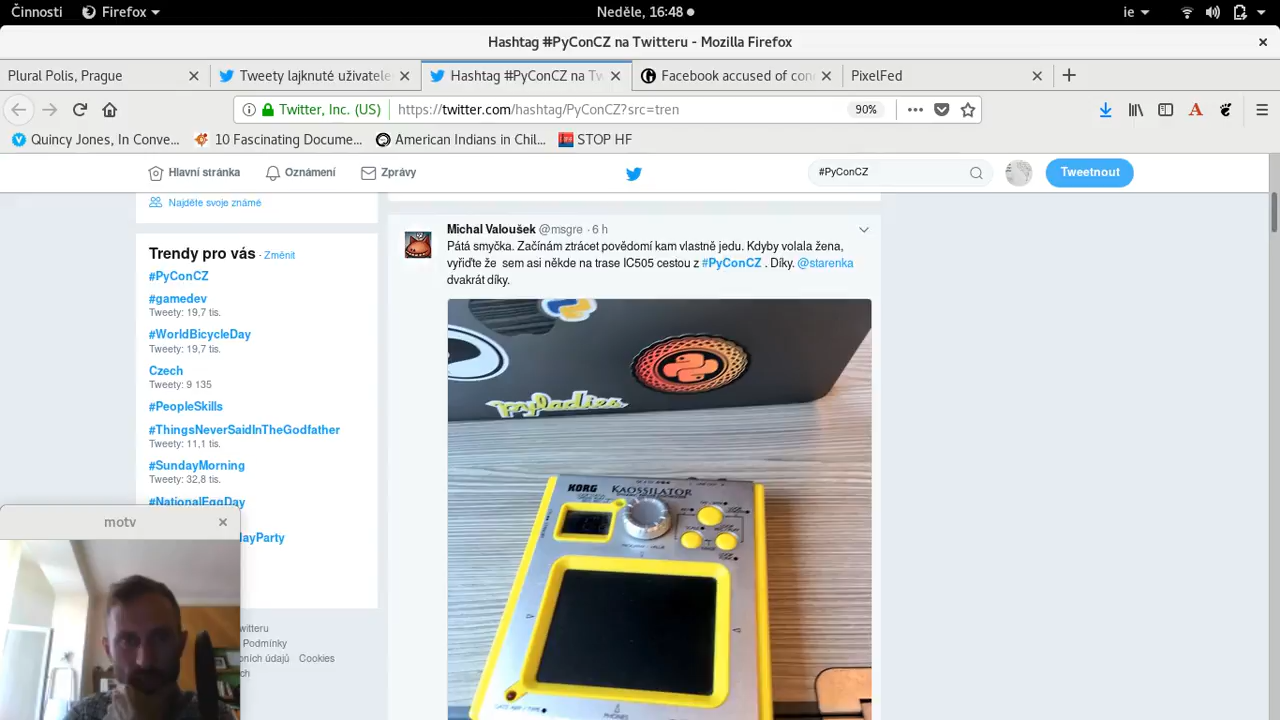 Činnosti
Firefox
Neděle, 16:48
ie
Hashtag #PyConCZ na Twitteru - Mozilla Firefox
Plural Polis, Prague
Tweety lajknuté uživatele
Hashtag #PyConCZ na Tw
Facebook accused of con
PixelFed
Twitter, Inc. (US)
https://twitter.com/hashtag/PyConCZ?src=tren
90%
Quincy Jones, In Conve...
10 Fascinating Docume...
American Indians in Chil...
STOP HF
Hlavní stránka
Oznámení
Zprávy
#PyConCZ
Tweetnout
Najděte svoje známé
Trendy pro vás · Změnit
#PyConCZ
#gamedev
Tweety: 19,7 tis.
#WorldBicycleDay
Tweety: 19,7 tis.
Czech
Tweety: 9 135
#PeopleSkills
#ThingsNeverSaidInTheGodfather
Tweety: 11,1 tis.
#SundayMorning
Tweety: 32,8 tis.
#NationalEggDay
layParty
witteru
Podmínky
bních údajů Cookies
ch
Michal Valoušek @msgre · 6 h
Pátá smyčka. Začínám ztrácet povědomí kam vlastně jedu. Kdyby volala žena,
vyřiďte že sem asi někde na trase IC505 cestou z #PyConCZ . Díky. @starenka
dvakrát díky.
pyladies
KORG
KAOSSILATOR
PHONES
motv